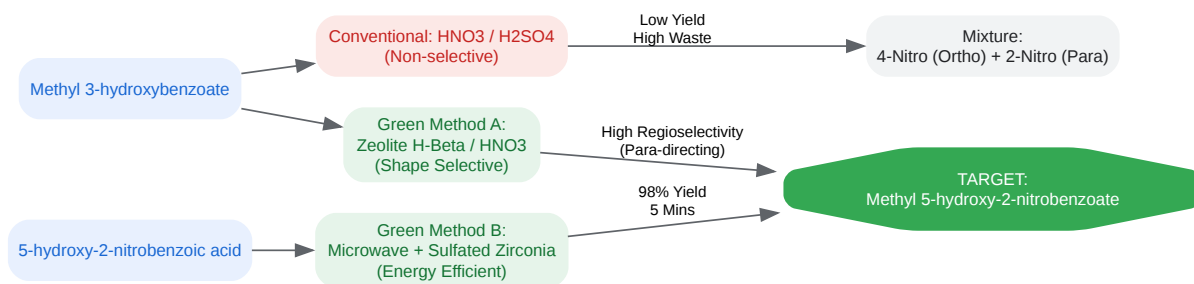 Methyl 3-hydroxybenzoate
Conventional: HNO3 / H2SO4
(Non-selective)
Low Yield
High Waste
Mixture:
4-Nitro (Ortho) + 2-Nitro (Para)
Green Method A:
Zeolite H-Beta / HNO3
(Shape Selective)
High Regioselectivity
(Para-directing)
TARGET:
Methyl 5-hydroxy-2-nitrobenzoate
5-hydroxy-2-nitrobenzoic acid
Green Method B:
Microwave + Sulfated Zirconia
(Energy Efficient)
98% Yield
5 Mins